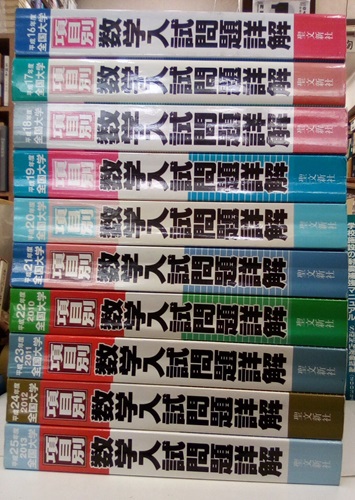 平成16年度
全国大学
項目別
数学入試問題詳解
聖文新社
平成17年度
全国大学
項目別
数学入試問題詳解
聖文新社
平成18年度
全国大学
項目別
数学入試問題詳解
聖文新社
平成19年度
全国大学
項目別
数学入試問題詳解
聖文新社
平成20年度
全国大学
項目別
数学入試問題詳解
聖文新社
平成21年度
全国大学
項目別
数学入試問題詳解
聖文新社
平成22年度
2010
全国大学
項目別
数学入試問題詳解
聖文新社
平成23年度
2011
全国大学
項目別
数学入試問題詳解
聖文新社
平成24年度
2012
全国大学
項目別
数学入試問題詳解
聖文新社
平成25年度
2013
全国大学
項目別
数学入試問題詳解
聖文新社